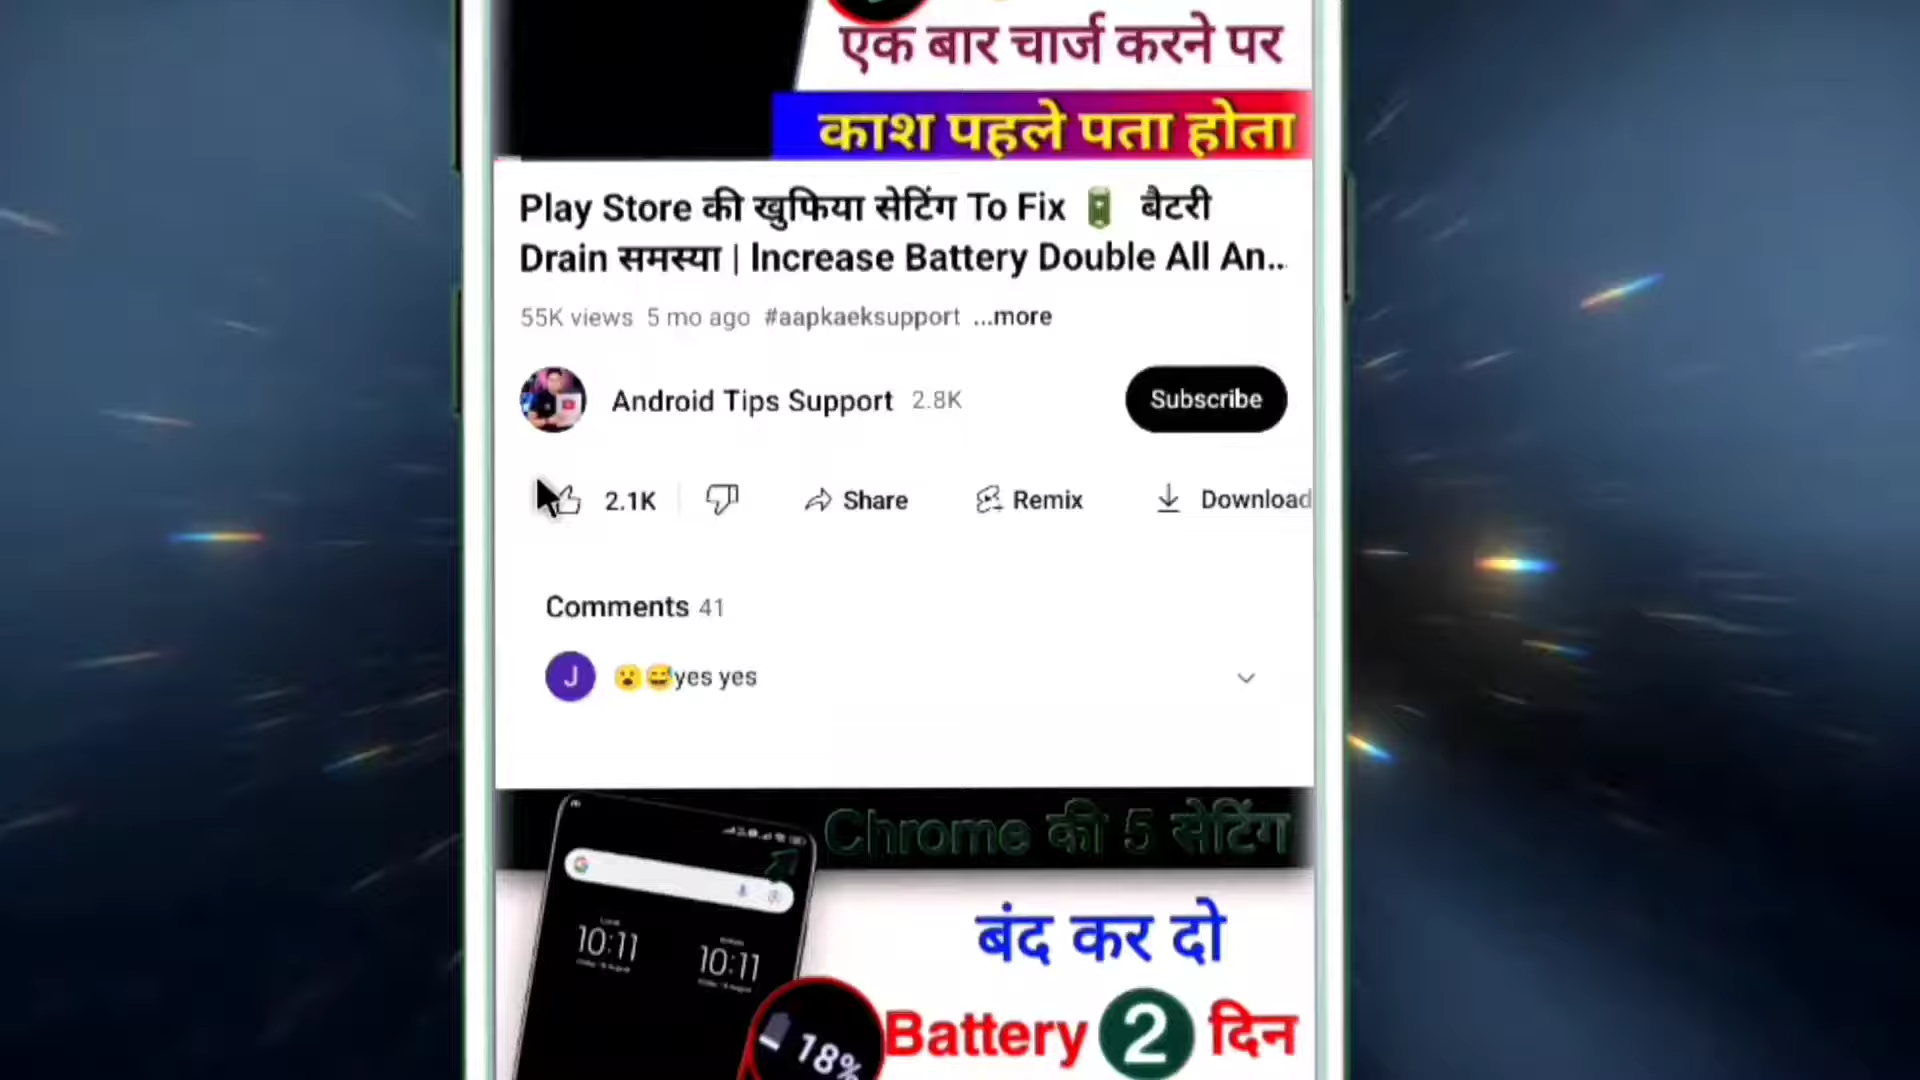 एक बार चार्ज करने पर
काश पहले पता होता
Play Store की खुफिया सेटिंग To Fix 🔋 बैटरी
Drain समस्या | Increase Battery Double All An...
55K views 5 mo ago #aapkaeksupport ...more
Android Tips Support 2.8K
Subscribe
2.1K
Share
Remix
Download
Comments 41
J
😮😅yes yes
Chrome की 5 सेटिंग
10:11
10:11
बंद कर दो
18%
Battery 2 दिन